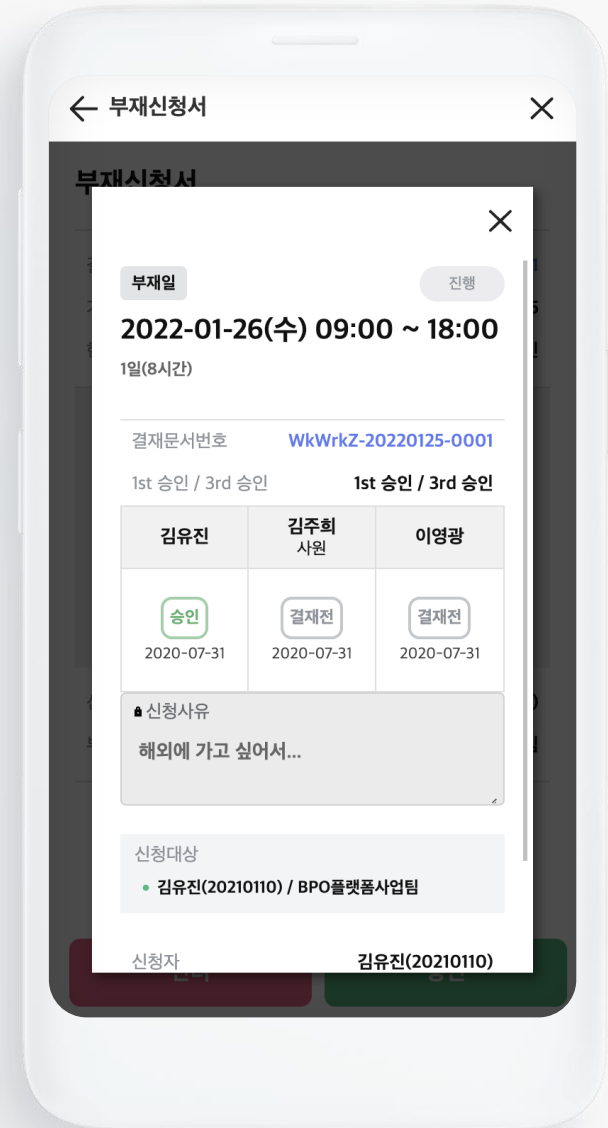 부재신청서
부재신청서
부재일
진행
2022-01-26(수) 09:00 ~ 18:00
1일(8시간)
결재문서번호 WkWrkZ-20220125-0001
1st 승인 / 3rd 승인 1st 승인 / 3rd 승인
김유진 김주희 이영광
사원
승인 결재전 결재전
2020-07-31 2020-07-31 2020-07-31
신청사유
해외에 가고 싶어서...
신청대상
김유진(20210110) / BPO플랫폼사업팀
신청자 김유진(20210110)